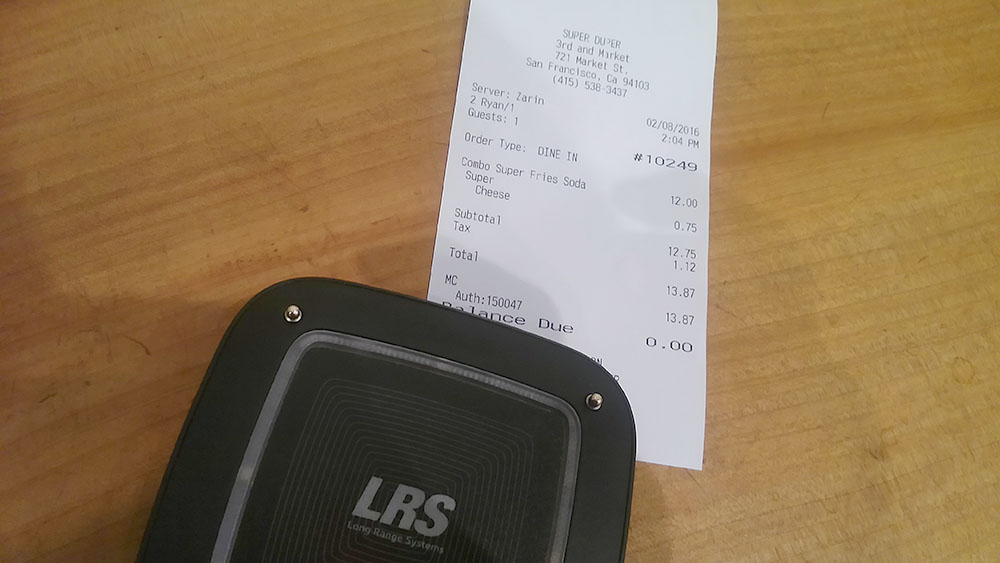 SUPER DUPER
3rd and Market
721 Market St.
San Francisco, Ca 94103
(415) 538-3437
Server: Zarin 02/08/2016
2 Ryan/1 2:04 PM
Guests: 1
#10249
Order Type: DINE IN
Combo Super Fries Soda 12.00
Super
Cheese 0.75
Subtotal 12.75
Tax 1.12
Total 13.87
MC 13.87
Auth:150047
Balance Due 0.00
LRS
Long Range Systems